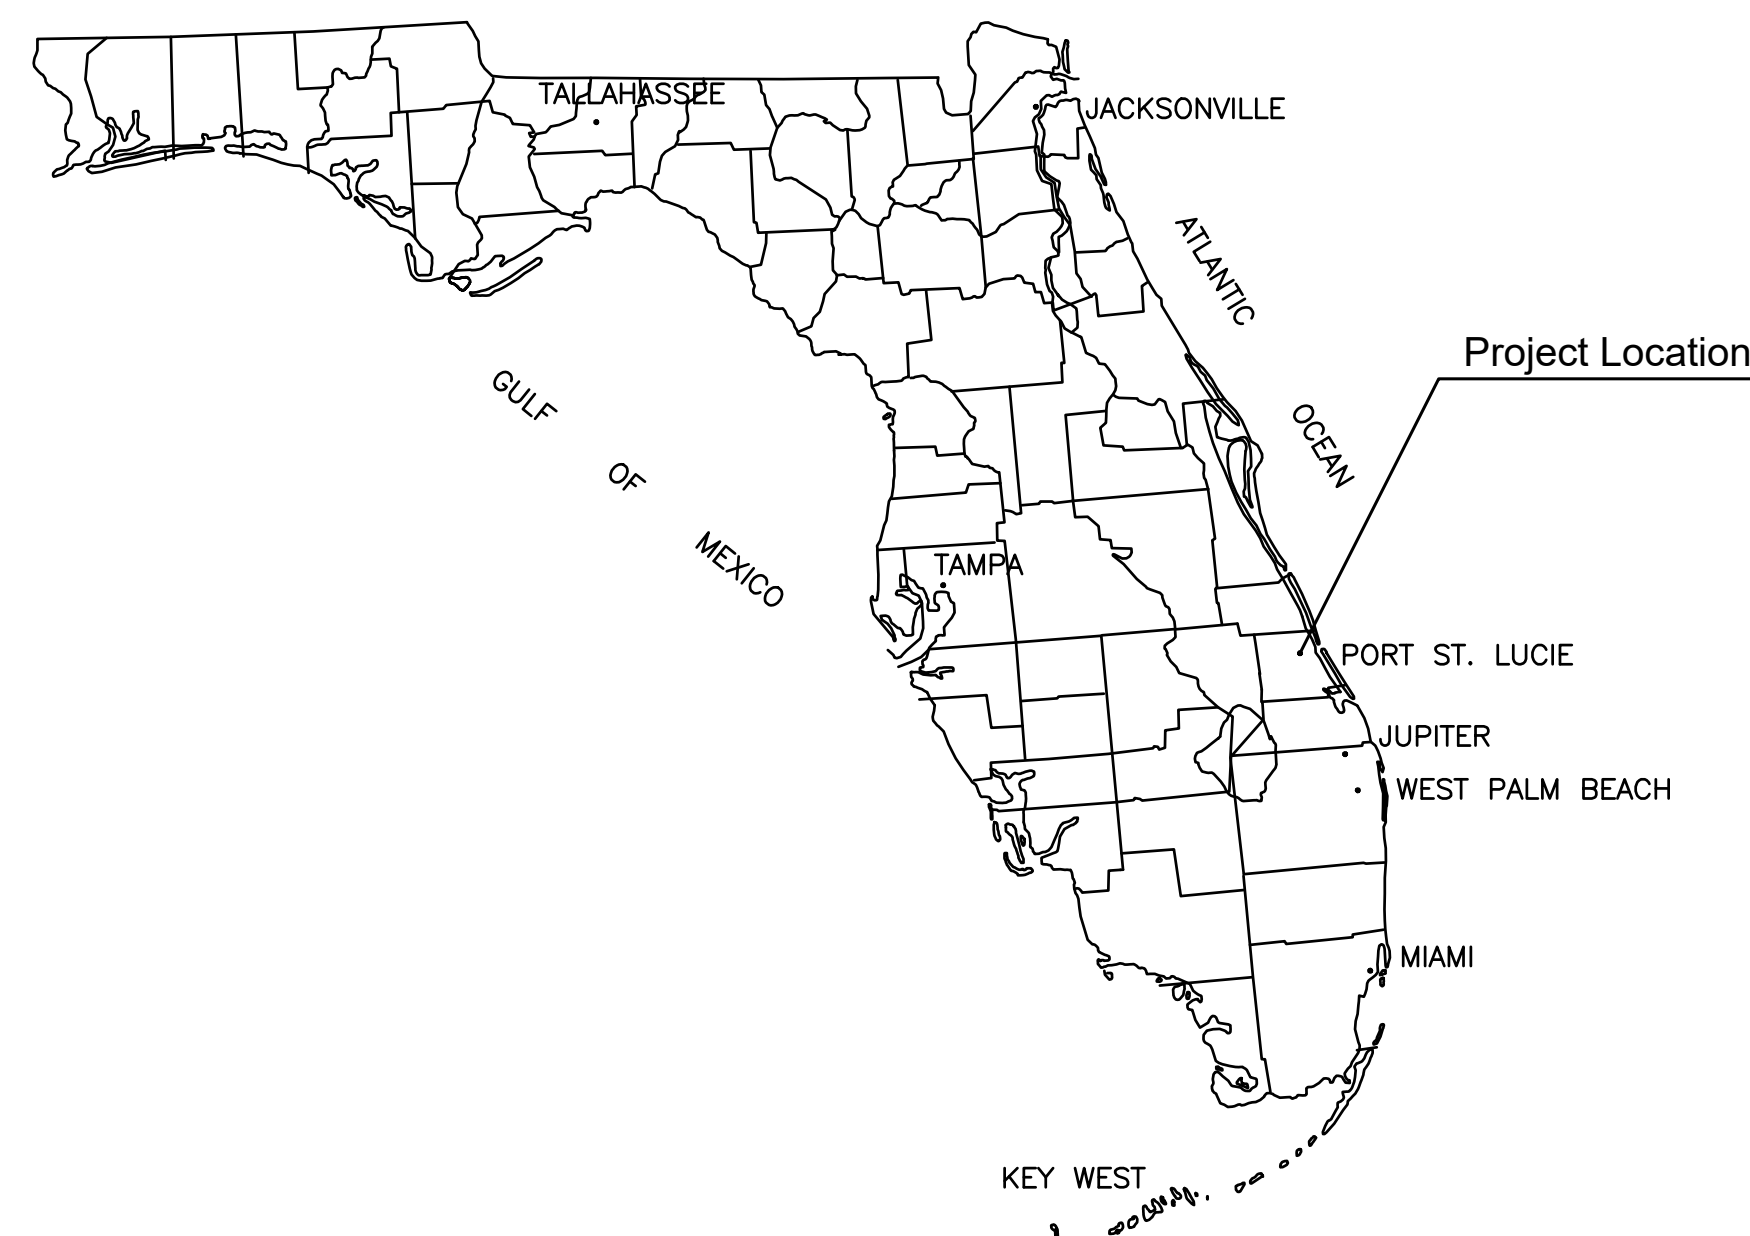 TALLAHASSEE
JACKSONVILLE
ATLANTIC
OCEAN
Project Location
GULF
OF
MEXICO
TAMPA
PORT ST. LUCIE
JUPITER
WEST PALM BEACH
MIAMI
KEY WEST